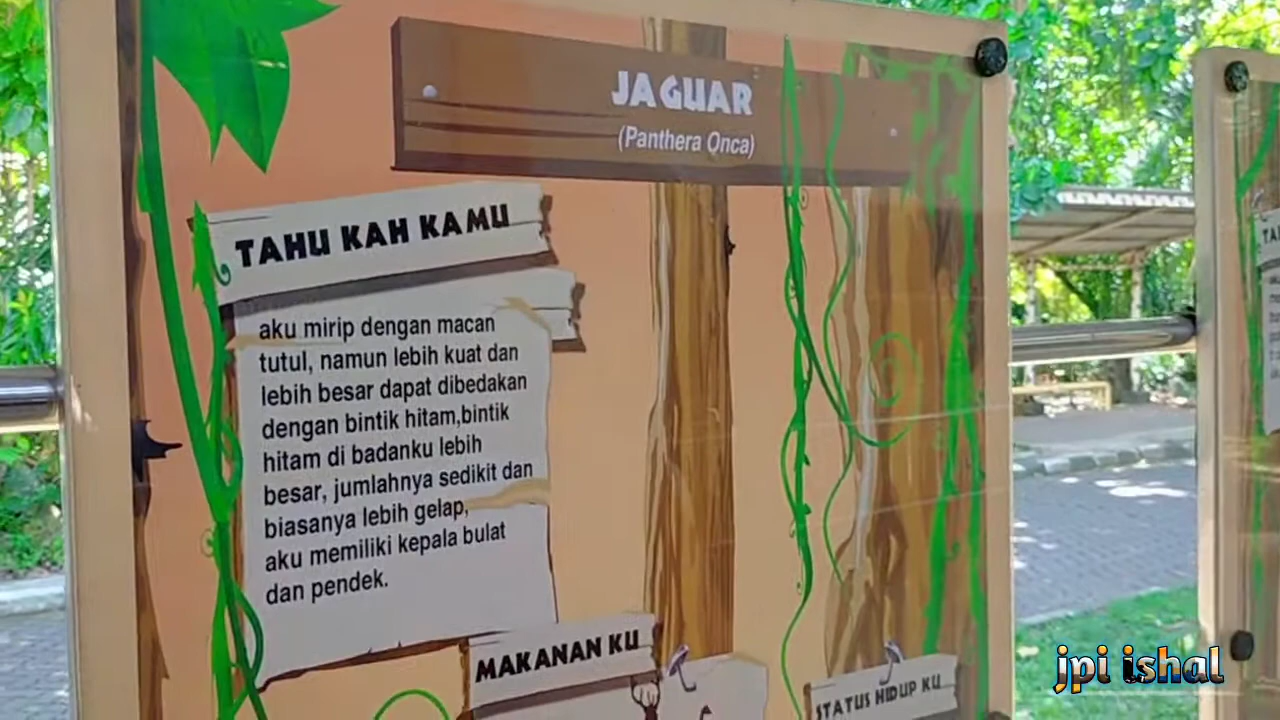 JAGUAR
(Panthera Onca)
TAHU KAH KAMU
aku mirip dengan macan
tutul, namun lebih kuat dan
lebih besar dapat dibedakan
dengan bintik hitam,bintik
hitam di badanku lebih
besar, jumlahnya sedikit dan
biasanya lebih gelap,
aku memiliki kepala bulat
dan pendek.
MAKANAN KU
STATUS HIDUP KU
jpi ishal